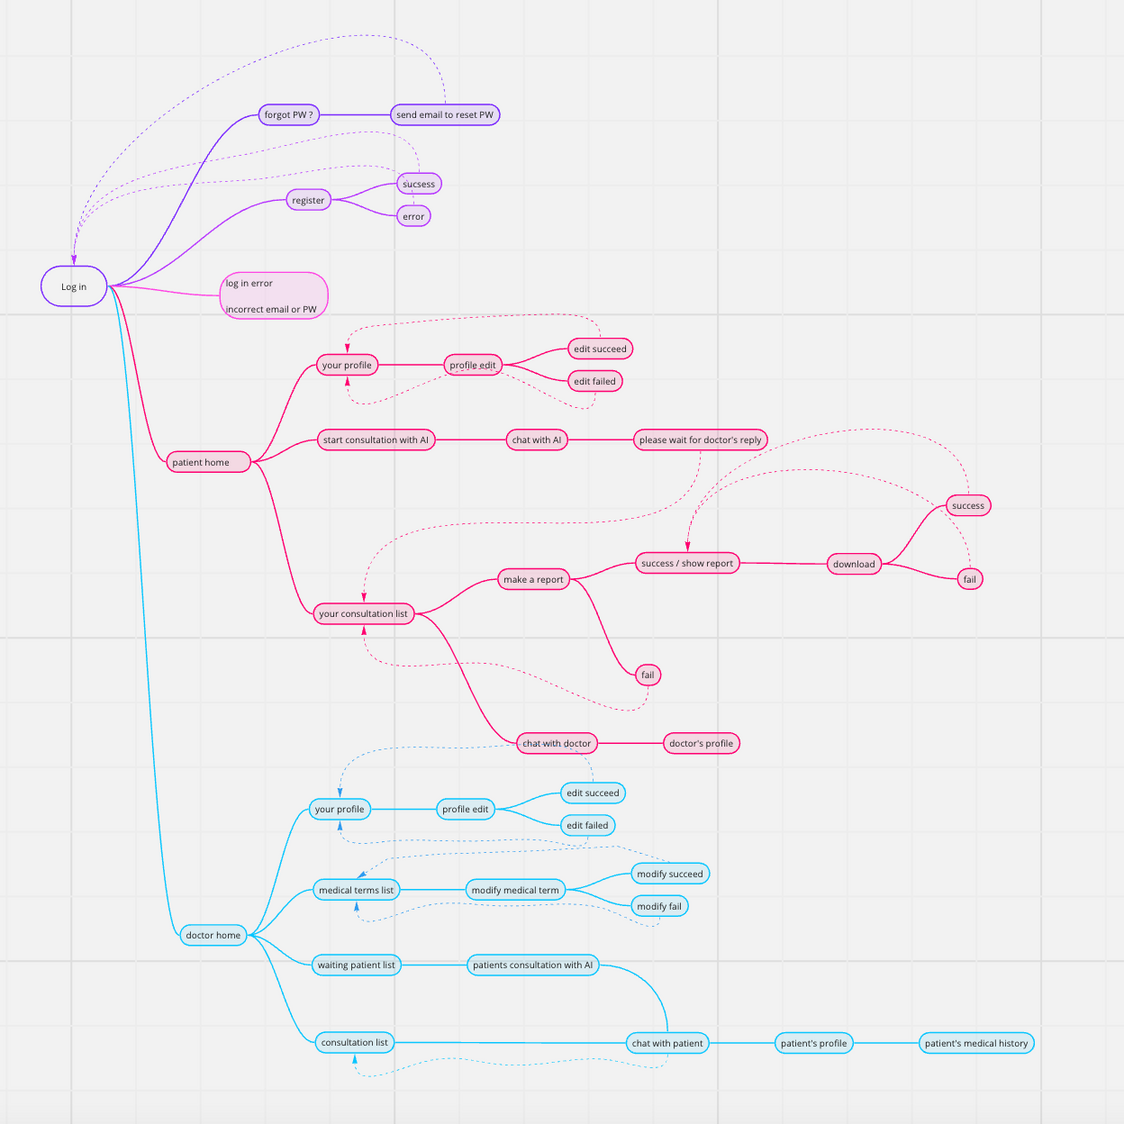 forgot PW ?
send email to reset PW
sucsess
register
error
Log in
log in error
incorrect email or PW
edit succeed
your profile
profile edit
edit failed
start consultation with AI
chat with AI
please wait for doctor's reply
patient home
success
success / show report
download
make a report
fail
your consultation list
fail
chat with doctor
doctor's profile
edit succeed
your profile
profile edit
edit failed
modify succeed
medical terms list
modify medical term
modify fail
doctor home
waiting patient list
patients consultation with AI
consultation list
chat with patient
patient's profile
patient's medical history